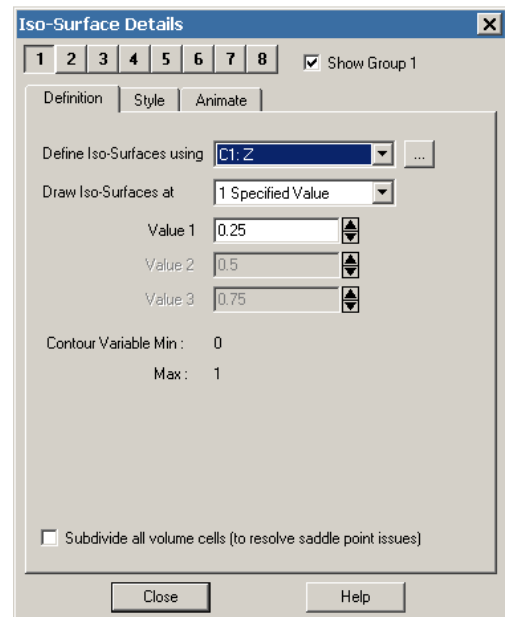 Iso-Surface Details
1 2 3 4 5 6 7 8 Show Group 1
Definition Style Animate
Define Iso-Surfaces using C1: Z ...
Draw Iso-Surfaces at 1 Specified Value
Value 1 0.25
Value 2 0.5
Value 3 0.75
Contour Variable Min : 0
Max : 1
Subdivide all volume cells (to resolve saddle point issues)
Close Help